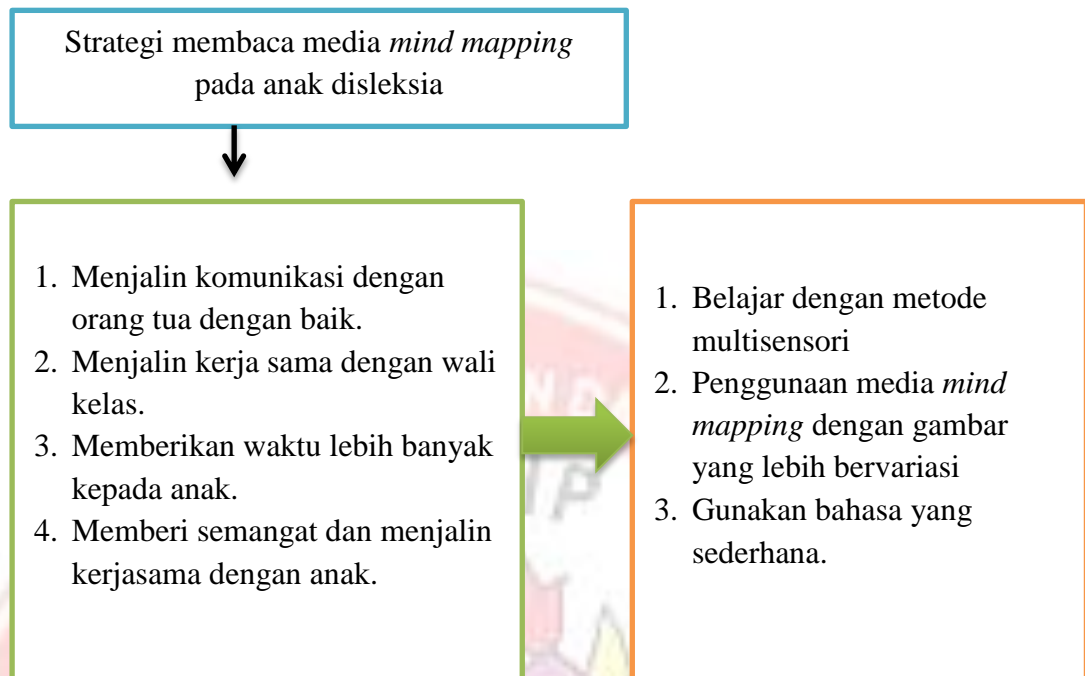 Strategi membaca media mind mapping
pada anak disleksia
1. Menjalin komunikasi dengan
orang tua dengan baik.
2. Menjalin kerja sama dengan wali
kelas.
3. Memberikan waktu lebih banyak
kepada anak.
4. Memberi semangat dan menjalin
kerjasama dengan anak.
1. Belajar dengan metode
multisensori
2. Penggunaan media mind
mapping dengan gambar
yang lebih bervariasi
3. Gunakan bahasa yang
sederhana.